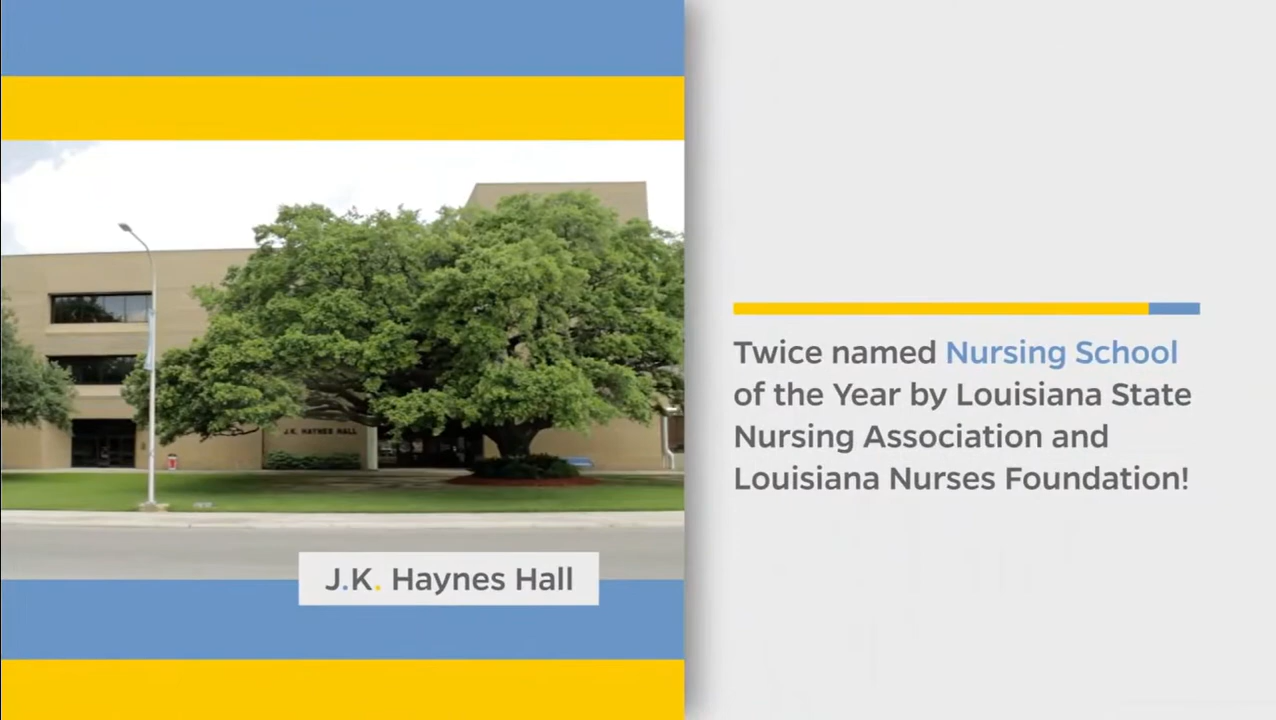 J.K. HAYNES HALL
J.K. Haynes Hall
Twice named Nursing School
of the Year by Louisiana State
Nursing Association and
Louisiana Nurses Foundation!